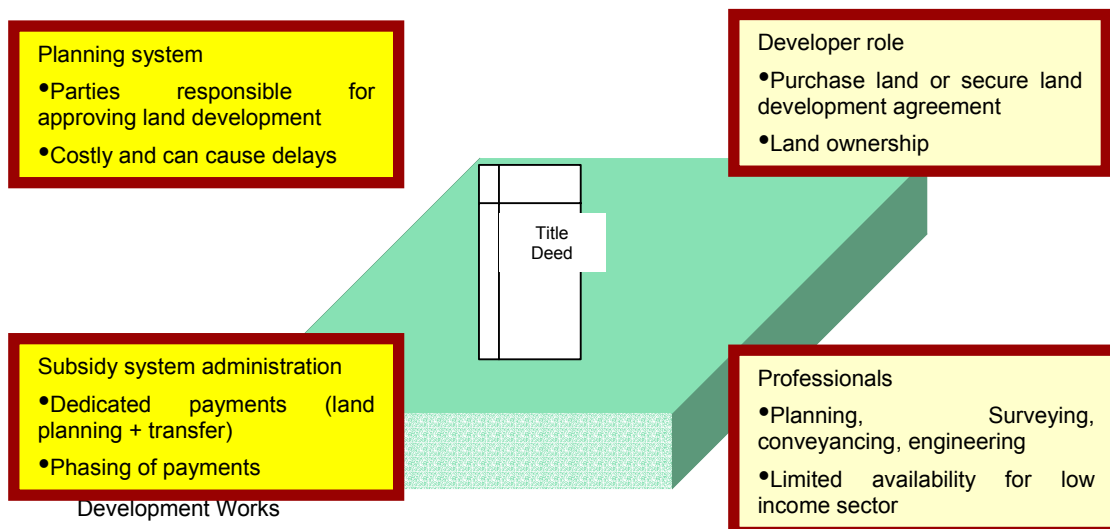 Planning system
•Parties responsible for
approving land development
•Costly and can cause delays
Developer role
•Purchase land or secure land
development agreement
•Land ownership
Title
Deed
Subsidy system administration
•Dedicated payments (land
planning + transfer)
•Phasing of payments
Professionals
•Planning, Surveying,
conveyancing, engineering
•Limited availability for low
income sector
Development Works